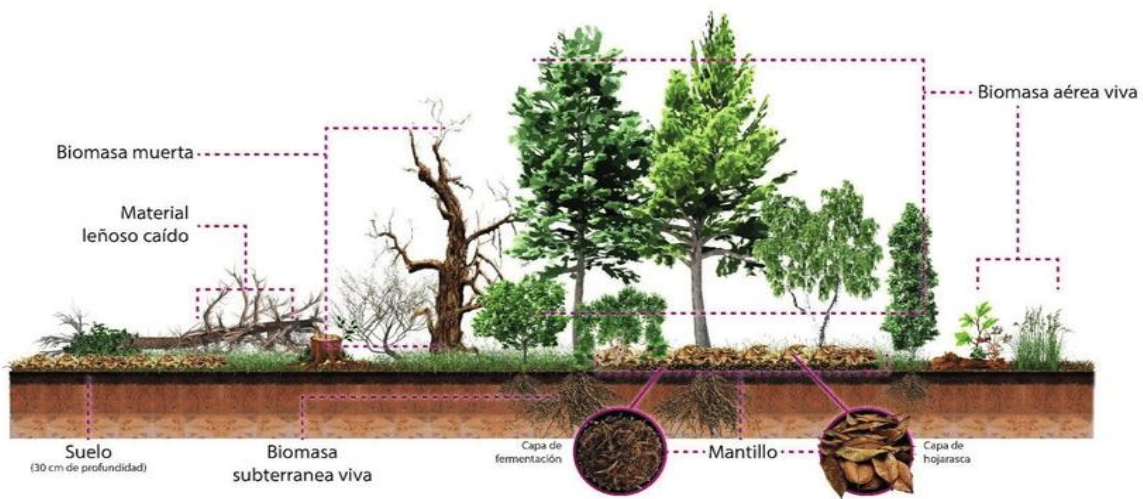 Biomasa aérea viva
Biomasa muerta
Material
leñoso caído
Suelo
(30 cm de profundidad)
Biomasa
subterranea viva
Capa de
fermentación
Mantillo
Capa de
hojarasca